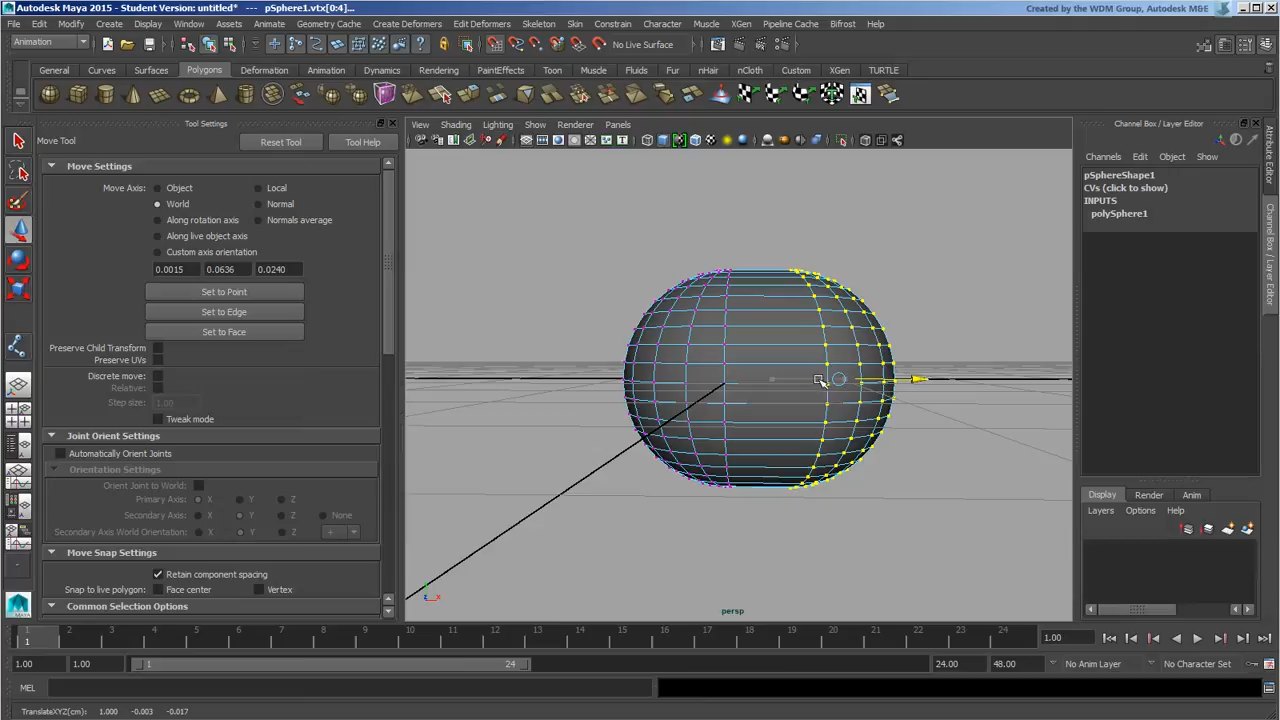 Autodesk Maya 2015 - Student Version: untitled* --- pSphere1.vtx[0:4]... Created by the WDM Group, Autodesk M&E
File Edit Modify Create Display Window Assets Animate Geometry Cache Create Deformers Edit Deformers Skeleton Skin Constraint Character Muscle XGen Pipeline Cache Bifrost Help
Animation No Live Surface
General Curves Surfaces Polygons Deformation Animation Dynamics Rendering PaintEffects Toon Muscle Fluids Fur nHair nCloth Custom XGen TURTLE
Tool Settings
Move Tool Reset Tool Tool Help
Move Settings
Move Axis: Object Local
World Normal
Along rotation axis Normals average
Along live object axis
Custom axis orientation
0.0015 0.0636 0.0240
Set to Point
Set to Edge
Set to Face
Preserve Child Transform
Preserve UVs
Discrete move:
Relative:
Step size: 1.00
Tweak mode
Joint Orient Settings
Automatically Orient Joints
Orientation Settings
Orient Joint to World:
Primary Axis: X Y Z
Secondary Axis: X Y Z None
Secondary Axis World Orientation: +
Move Snap Settings
Retain component spacing
Snap to live polygon: Face center Vertex
Common Selection Options
View Shading Lighting Show Renderer Panels
persp
z x
Channel Box / Layer Editor
Channels Edit Object Show
pSphereShape1
CVs (click to show)
INPUTS
polySphere1
Attribute Editor
Channel Box / Layer Editor
Display Render Anim
Layers Options Help
1 2 3 4 5 6 7 8 9 10 11 12 13 14 15 16 17 18 19 20 21 22 23 24
1 1.00
1.00 1.00 1 24 24.00 48.00 No Anim Layer No Character Set
MEL
TranslateXYZ(cm): 1.000 -0.003 -0.017